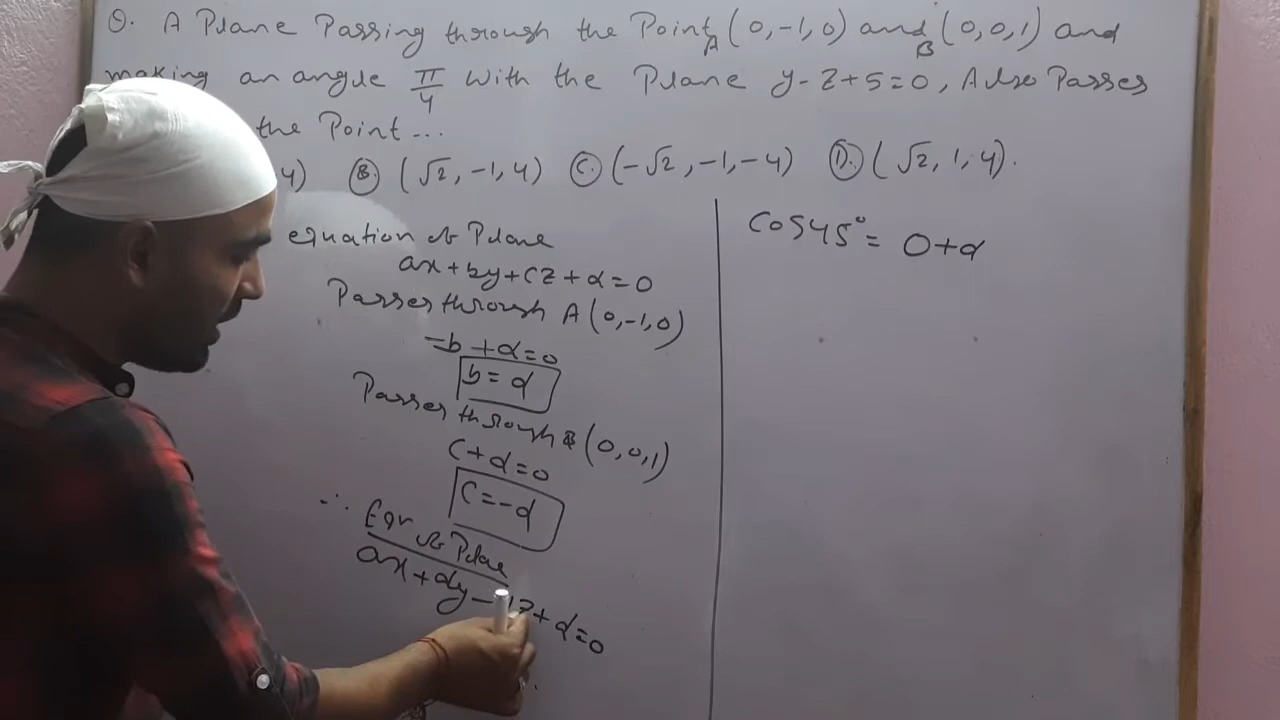 Q. A Plane Passing through the Point A (0,-1,0) and B (0,0,1) and
making an angle π/4 with the Plane y-z+5=0, Also Passes
the Point...
4) (B) (√2,-1,4) (C) (-√2,-1,-4) (D) (√2,1,4).
equation of Plane
ax+by+cz+d=0
Passes through A(0,-1,0)
-b+d=0
b=d
Passes through B(0,0,1)
c+d=0
c=-d
∴ Eqn of Plane
ax+dy- z+d=0
Cos45°= 0+d